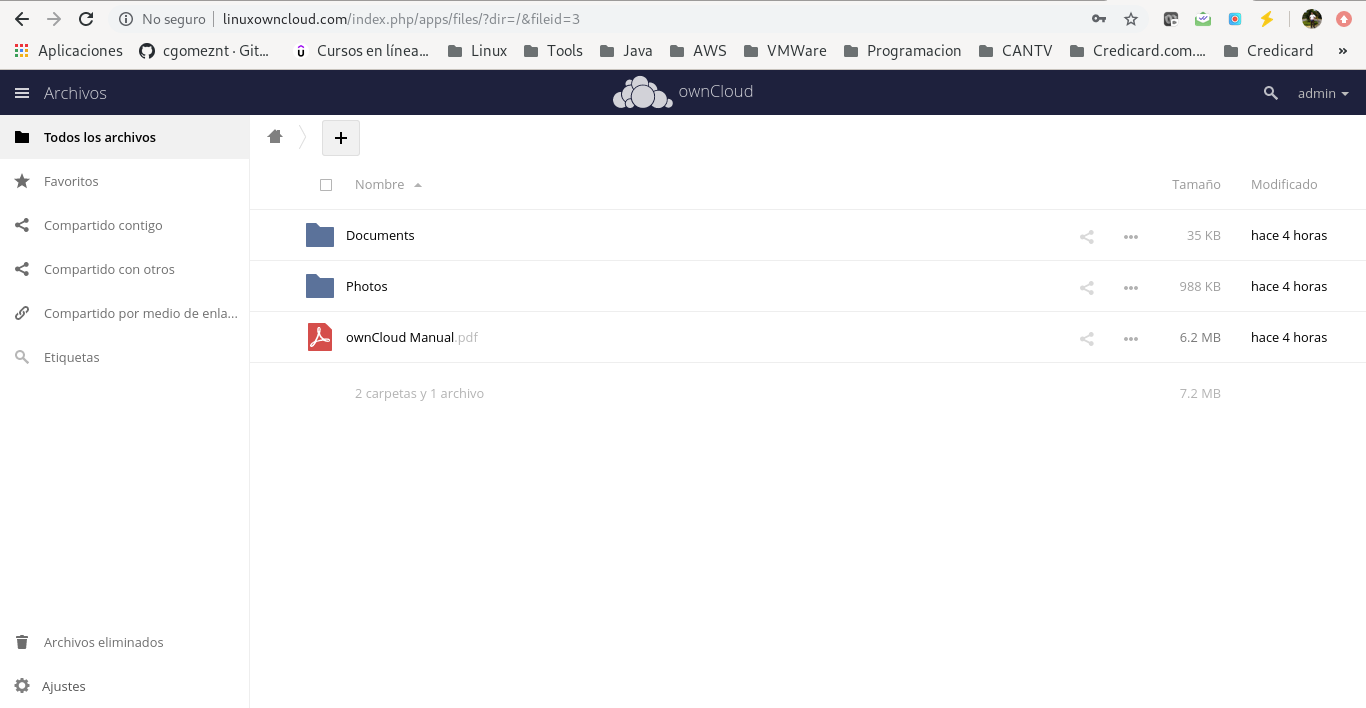 No seguro linuxowncloud.com/index.php/apps/files/?dir=/&fileid=3
Aplicaciones cgomeznt · Git... Cursos en línea... Linux Tools Java AWS VMWare Programacion CANTV Credicard.com.... Credicard »
Archivos ownCloud admin
Todos los archivos
Favoritos
Compartido contigo
Compartido con otros
Compartido por medio de enla...
Etiquetas
Archivos eliminados
Ajustes
Nombre Tamaño Modificado
Documents 35 KB hace 4 horas
Photos 988 KB hace 4 horas
ownCloud Manual.pdf 6.2 MB hace 4 horas
2 carpetas y 1 archivo 7.2 MB